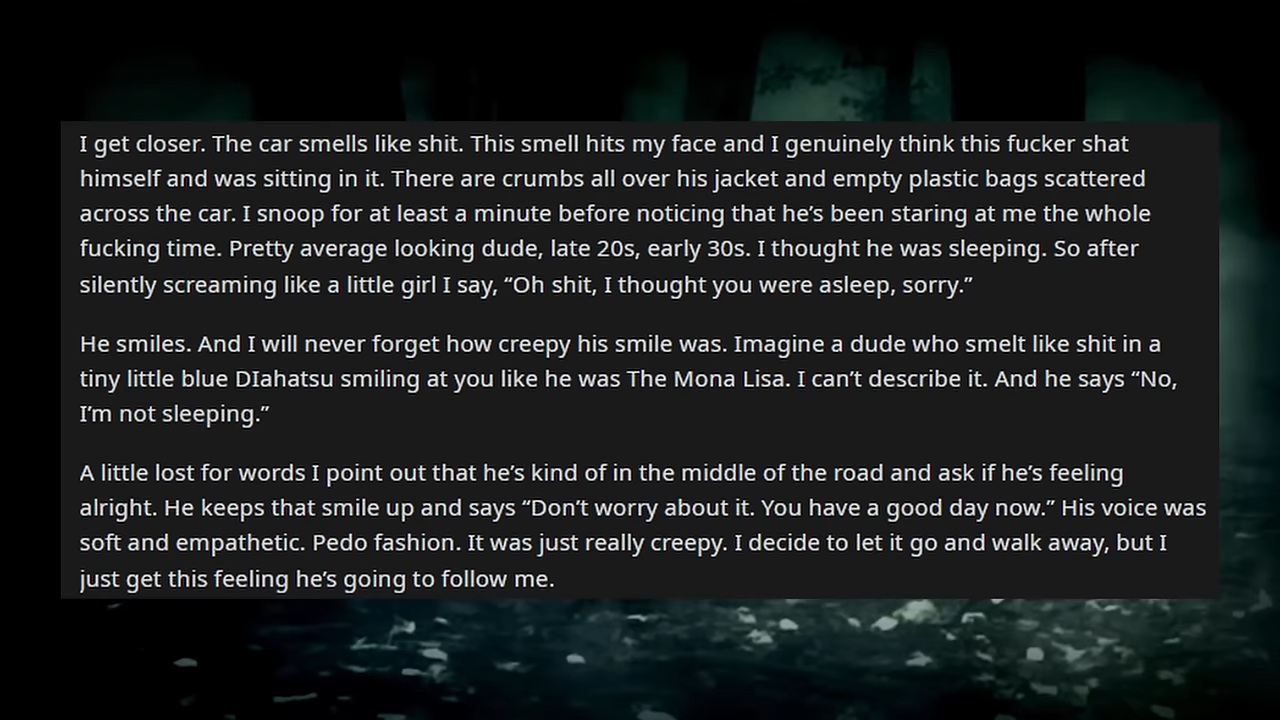 I get closer. The car smells like shit. This smell hits my face and I genuinely think this fucker shat
himself and was sitting in it. There are crumbs all over his jacket and empty plastic bags scattered
across the car. I snoop for at least a minute before noticing that he’s been staring at me the whole
fucking time. Pretty average looking dude, late 20s, early 30s. I thought he was sleeping. So after
silently screaming like a little girl I say, “Oh shit, I thought you were asleep, sorry.”
He smiles. And I will never forget how creepy his smile was. Imagine a dude who smelt like shit in a
tiny little blue DIahatsu smiling at you like he was The Mona Lisa. I can’t describe it. And he says “No,
I’m not sleeping.”
A little lost for words I point out that he’s kind of in the middle of the road and ask if he’s feeling
alright. He keeps that smile up and says “Don’t worry about it. You have a good day now.” His voice was
soft and empathetic. Pedo fashion. It was just really creepy. I decide to let it go and walk away, but I
just get this feeling he’s going to follow me.